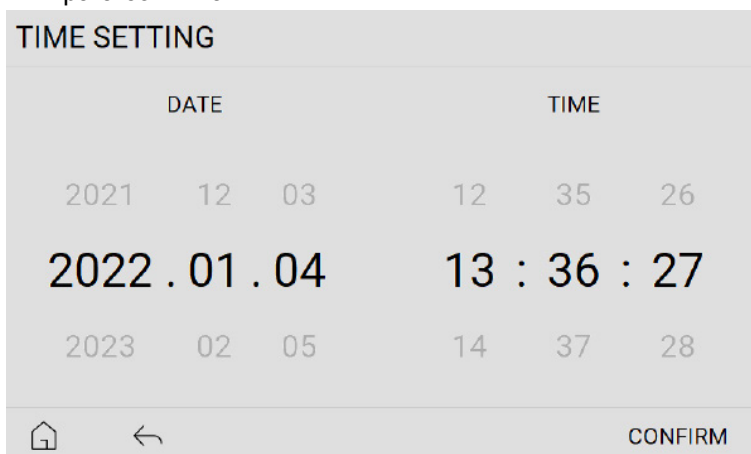 TIME SETTING
DATE TIME
2021 12 03 12 35 26
2022 . 01 . 04 13 : 36 : 27
2023 02 05 14 37 28
CONFIRM